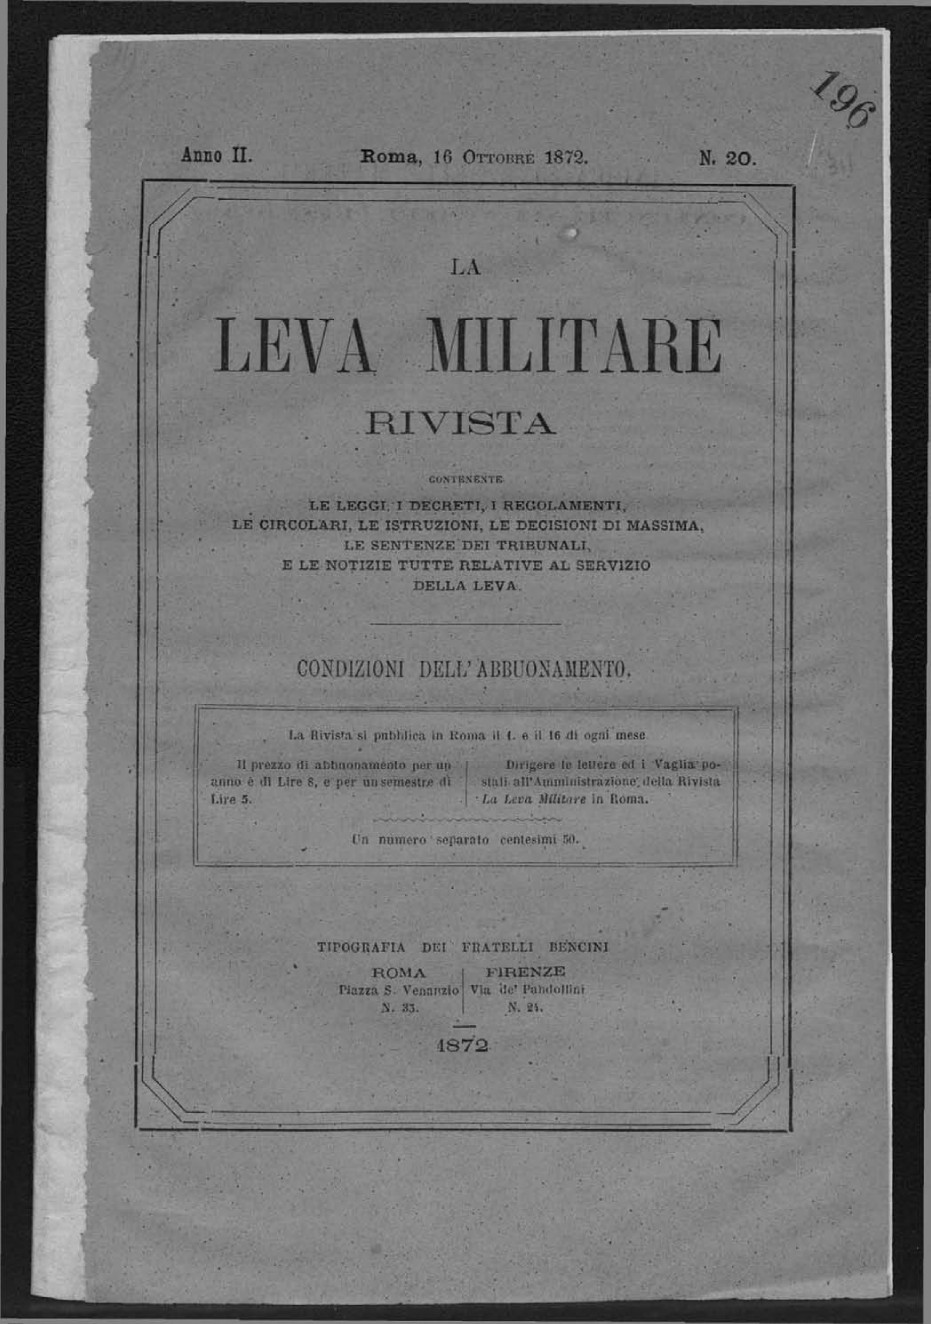 196
Anno II. Roma, 16 OTTOBRE 1872. N. 20.
LA
LEVA MILITARE
RIVISTA
CONTENENTE
LE LEGGI, I DECRETI, I REGOLAMENTI,
LE CIRCOLARI, LE ISTRUZIONI, LE DECISIONI DI MASSIMA,
LE SENTENZE DEI TRIBUNALI,
E LE NOTIZIE TUTTE RELATIVE AL SERVIZIO
DELLA LEVA.
CONDIZIONI DELL'ABBUONAMENTO.
La Rivista si pubblica in Roma il 1. e il 16 di ogni mese
Il prezzo di abbuonamento per un
anno è di Lire 8, e per un semestre di
Lire 5.
Dirigere le lettere ed i Vaglia po-
stali all'Amministrazione della Rivista
La Leva Militare in Roma.
Un numero separato centesimi 50.
TIPOGRAFIA DEI FRATELLI BENCINI
ROMA
Piazza S. Venanzio
N. 33.
FIRENZE
Via de' Pandolfini
N. 24.
1872